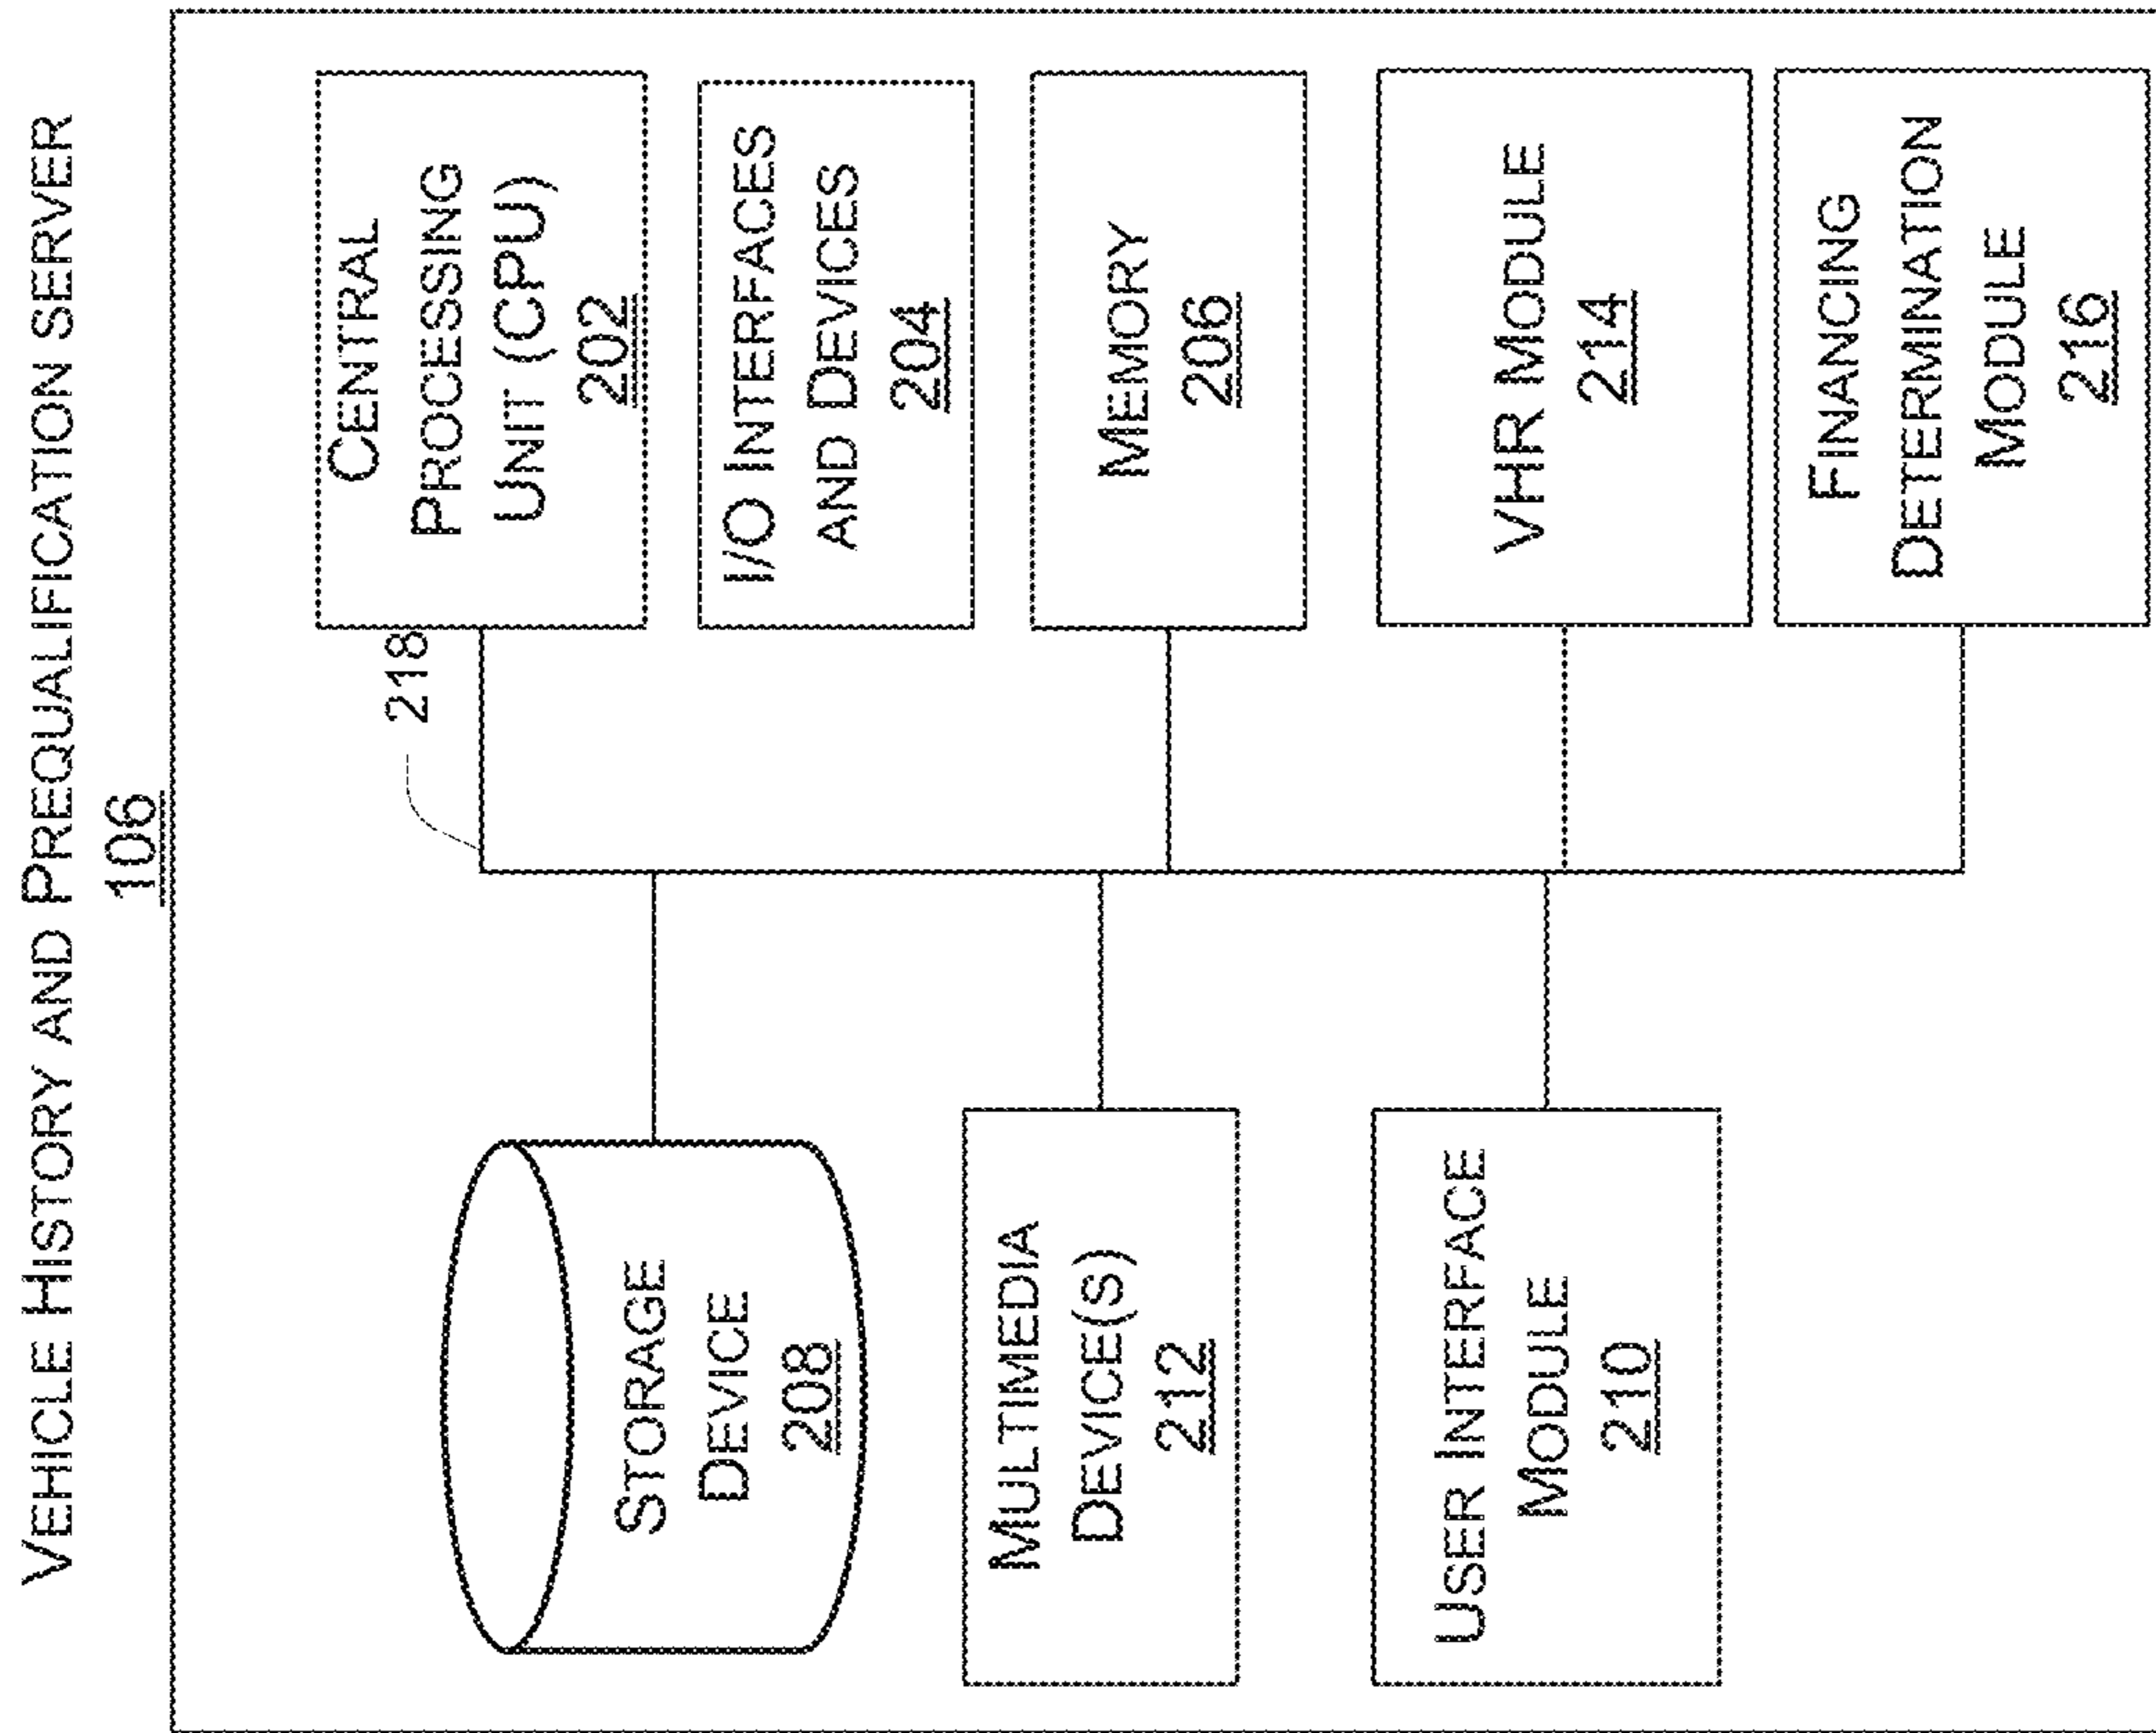 VEHICLE HISTORY AND PREQUALIFICATION SERVER
106
STORAGE
DEVICE
208
MULTIMEDIA
DEVICE(S)
212
USER INTERFACE
MODULE
210
218
CENTRAL
PROCESSING
UNIT (CPU)
202
I/O INTERFACES
AND DEVICES
204
MEMORY
206
VHR MODULE
214
FINANCING
DETERMINATION
MODULE
216